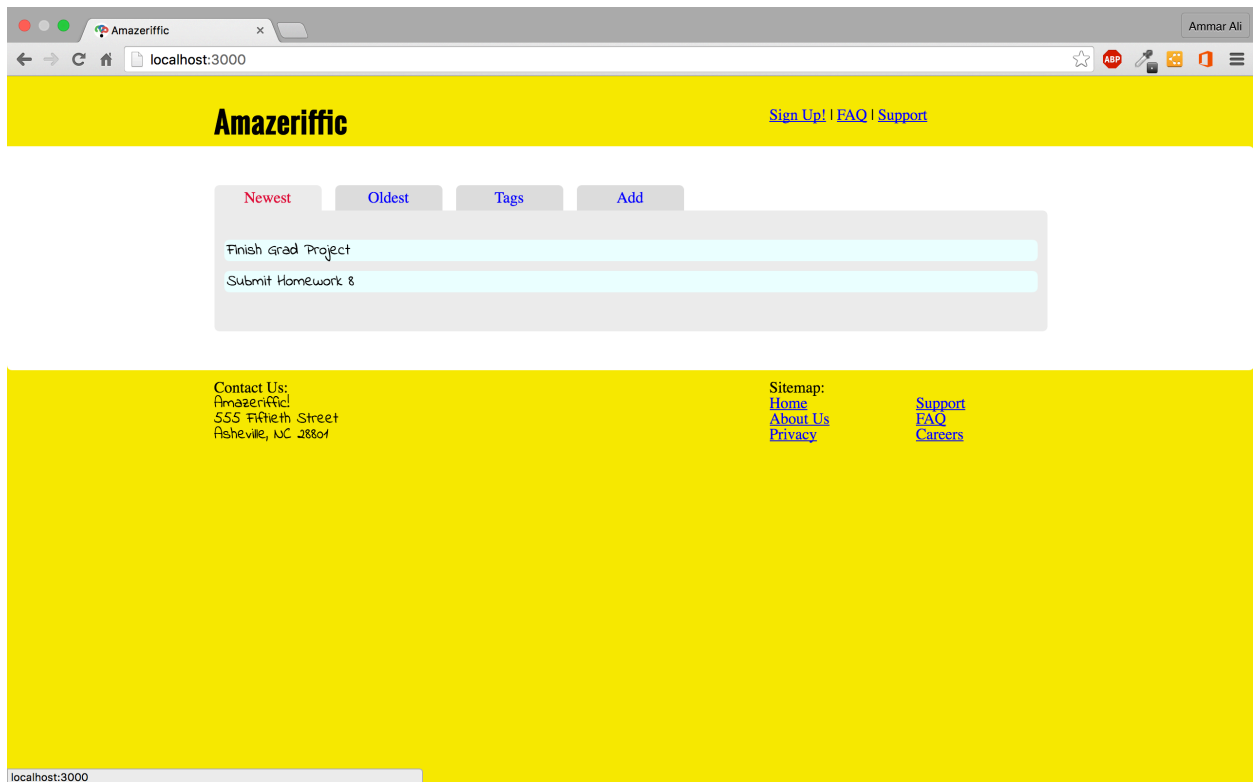 Amazeriffic
Ammar Ali
localhost:3000
ABP
Amazeriffic
Sign Up! | FAQ | Support
Newest Oldest Tags Add
Finish Grad Project
Submit Homework 8
Contact Us:
Amazeriffic!
555 Fiftieth Street
Asheville, NC 28801
Sitemap:
Home Support
About Us FAQ
Privacy Careers
localhost:3000